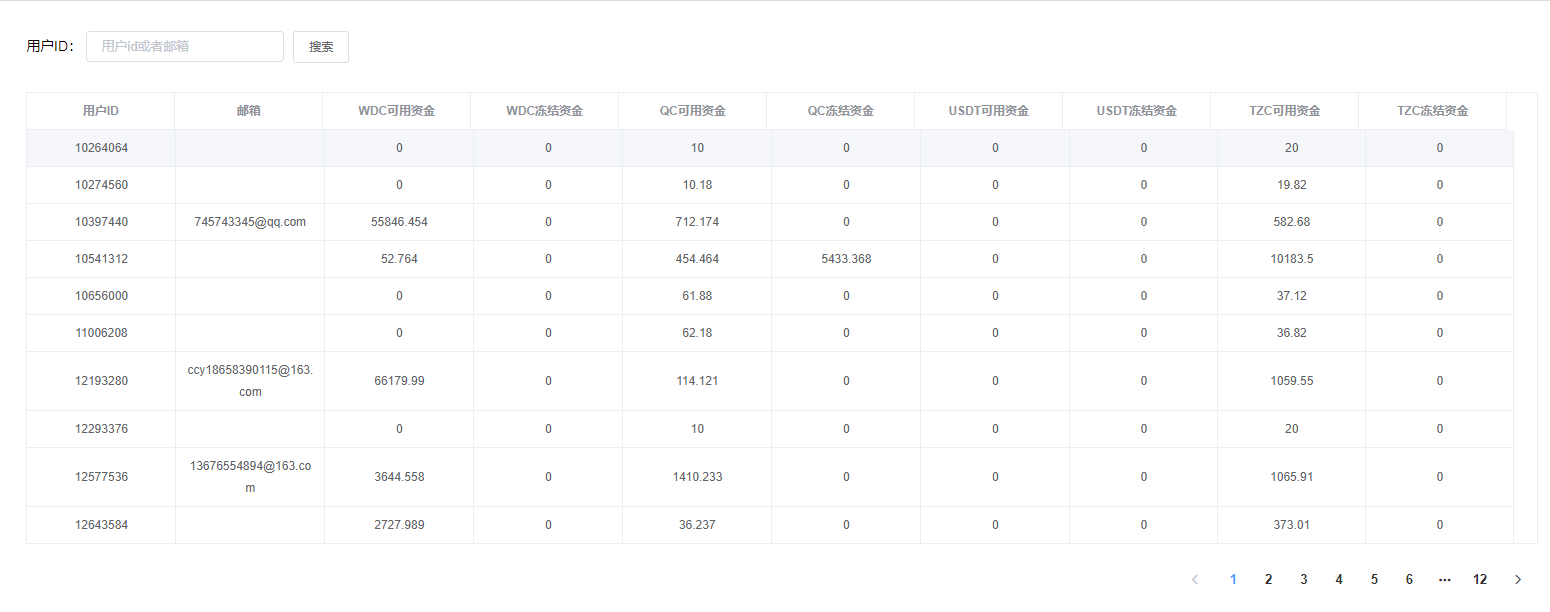 用户ID： 用户id或者邮箱 搜索
用户ID 邮箱 WDC可用资金 WDC冻结资金 QC可用资金 QC冻结资金 USDT可用资金 USDT冻结资金 TZC可用资金 TZC冻结资金
10264064 0 0 10 0 0 0 20 0
10274560 0 0 10.18 0 0 0 19.82 0
10397440 745743345@qq.com 55846.454 0 712.174 0 0 0 582.68 0
10541312 52.764 0 454.464 5433.368 0 0 10183.5 0
10656000 0 0 61.88 0 0 0 37.12 0
11006208 0 0 62.18 0 0 0 36.82 0
ccy18658390115@163.
12193280 66179.99 0 114.121 0 0 0 1059.55 0
com
12293376 0 0 10 0 0 0 20 0
13676554894@163.co
12577536 3644.558 0 1410.233 0 0 0 1065.91 0
m
12643584 2727.989 0 36.237 0 0 0 373.01 0
1 2 3 4 5 6 ··· 12